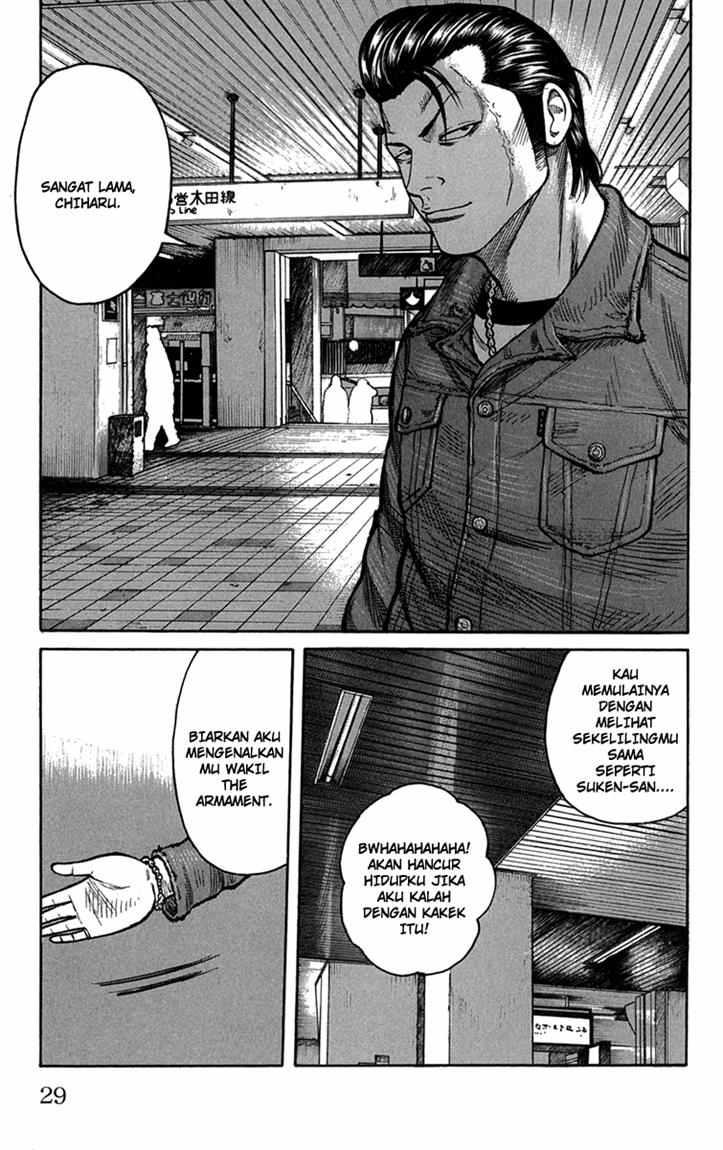 SANGAT LAMA,
CHIHARU.
営木田線
Line
KAU
MEMULAINYA
DENGAN
MELIHAT
SEKELILINGMU
SAMA
SEPERTI
SUKEN-SAN....
BWHAHAHAHAHA!
AKAN HANCUR
HIDUPKU JIKA
AKU KALAH
DENGAN KAKEK
ITU!
BIARKAN AKU
MENGENALKAN
MU WAKIL
THE
ARMAMENT.
29